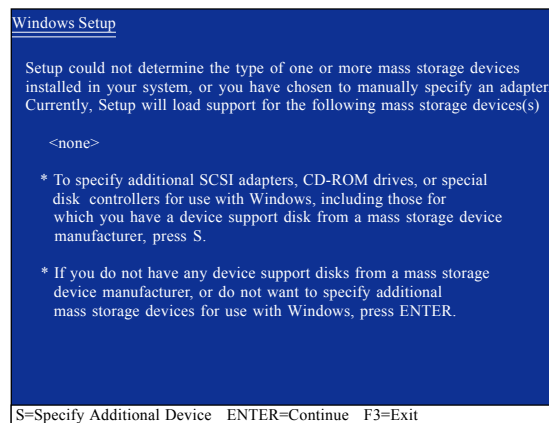 Windows Setup
Setup could not determine the type of one or more mass storage devices
installed in your system, or you have chosen to manually specify an adapter
Currently, Setup will load support for the following mass storage devices(s)
<none>
* To specify additional SCSI adapters, CD-ROM drives, or special
disk controllers for use with Windows, including those for
which you have a device support disk from a mass storage device
manufacturer, press S.
* If you do not have any device support disks from a mass storage
device manufacturer, or do not want to specify additional
mass storage devices for use with Windows, press ENTER.
S=Specify Additional Device ENTER=Continue F3=Exit